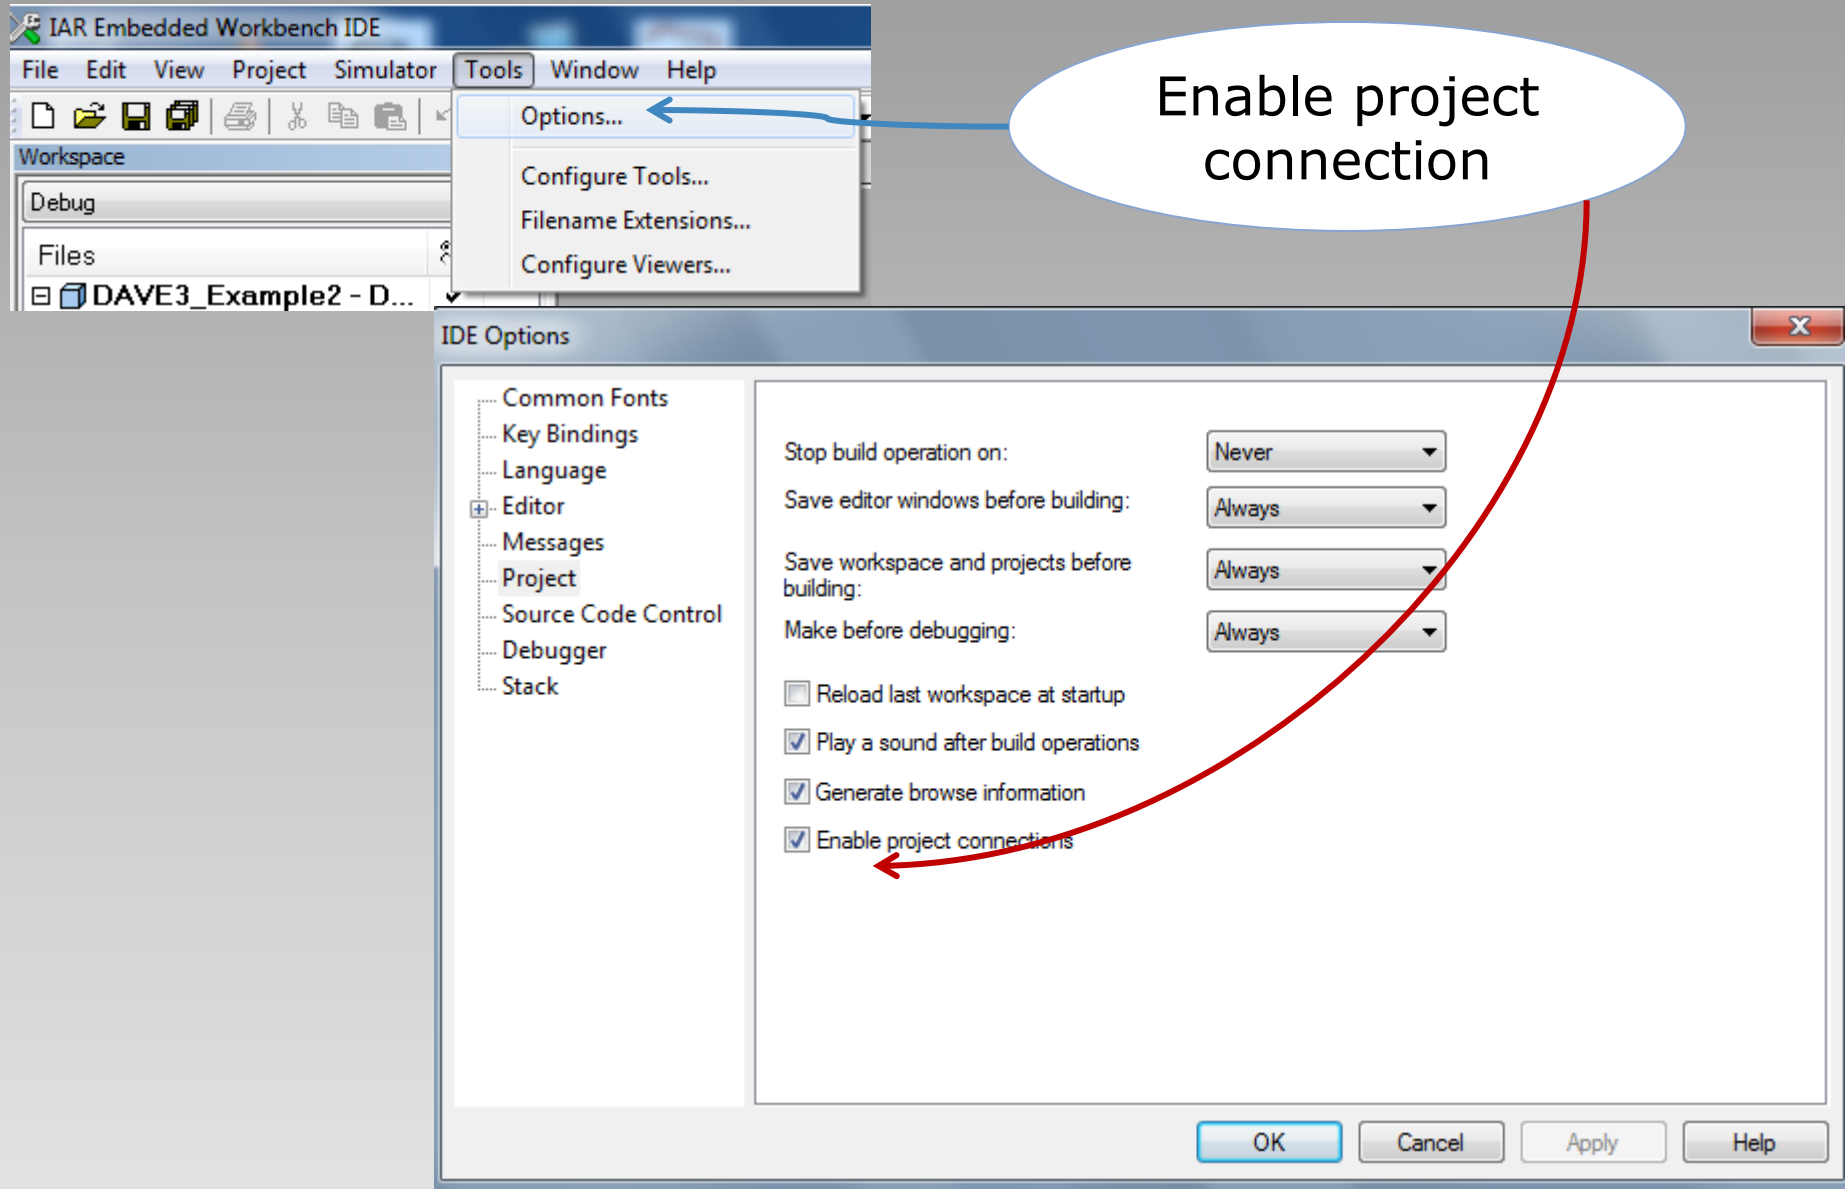 IAR Embedded Workbench IDE
File Edit View Project Simulator Tools Window Help
Options...
Configure Tools...
Filename Extensions...
Configure Viewers...
Workspace
Debug
Files
DAVE3_Example2 - D...
Enable project
connection
IDE Options
Common Fonts
Key Bindings
Language
Editor
Messages
Project
Source Code Control
Debugger
Stack
Stop build operation on: Never
Save editor windows before building: Always
Save workspace and projects before
building: Always
Make before debugging: Always
Reload last workspace at startup
Play a sound after build operations
Generate browse information
Enable project connections
OK Cancel Apply Help